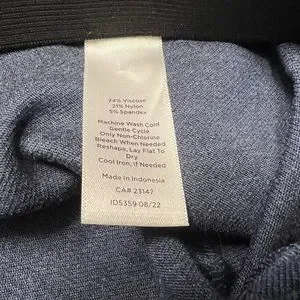 74% Viscose
21% Nylon
5% Spandex
Machine Wash Cord
Gentle Cycle
Only Non-Chlorine
Bleach When Needed
Reshape, Lay Flat To
Dry
Cool Iron, if Needed
Made in Indonesia
CA# 23147
ID5359 08/22